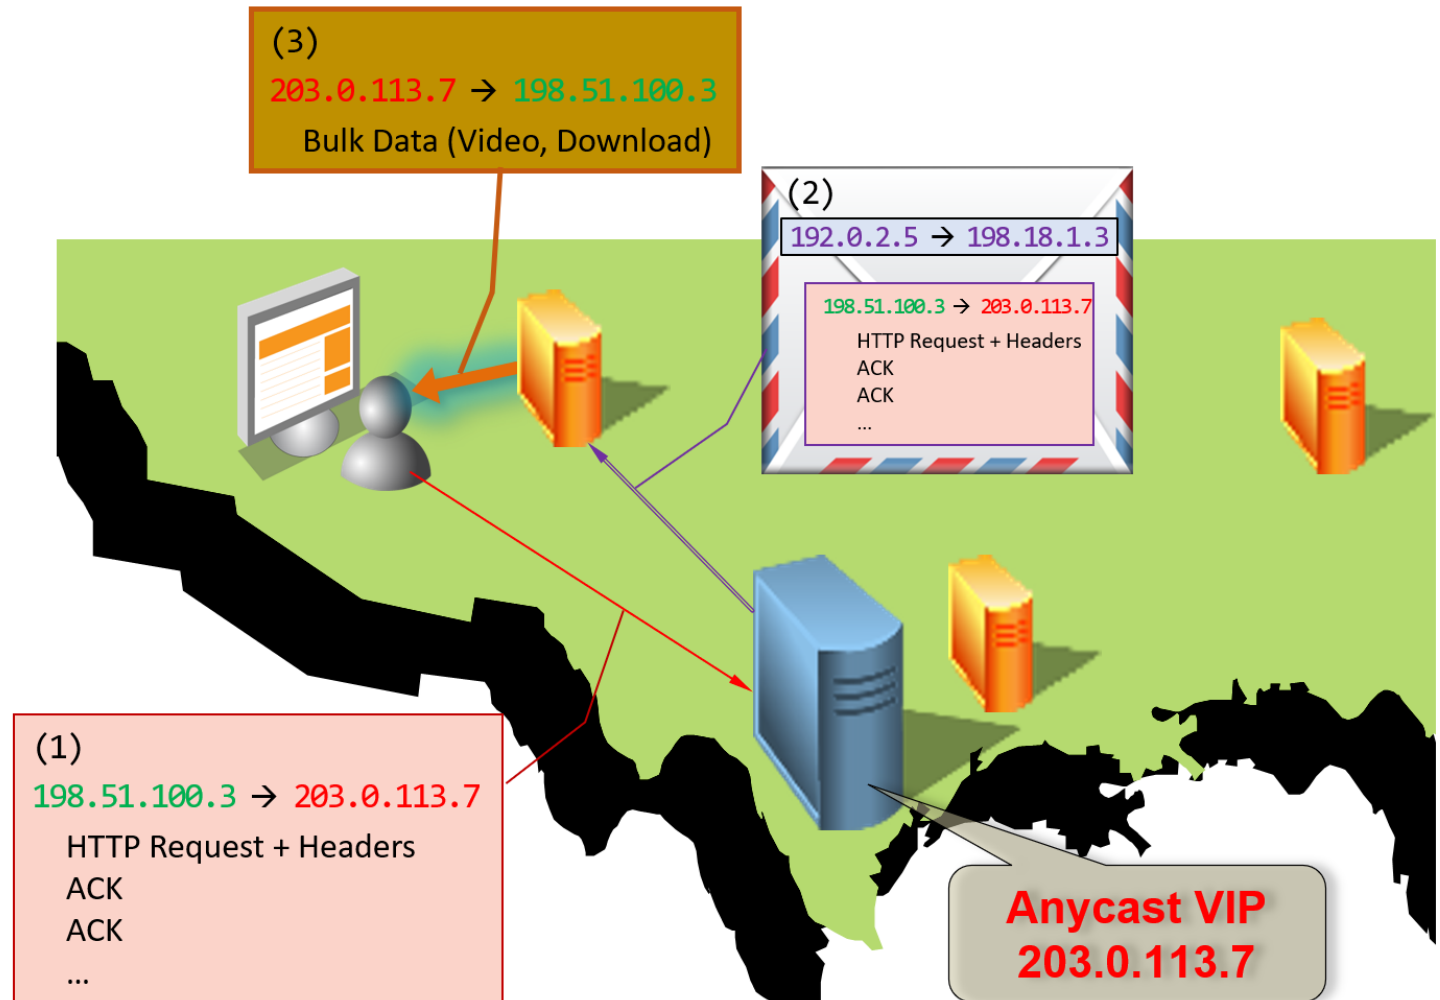 (3)
203.0.113.7 → 198.51.100.3
Bulk Data (Video, Download)
(2)
192.0.2.5 → 198.18.1.3
198.51.100.3 → 203.0.113.7
HTTP Request + Headers
ACK
ACK
...
(1)
198.51.100.3 → 203.0.113.7
HTTP Request + Headers
ACK
ACK
...
Anycast VIP
203.0.113.7